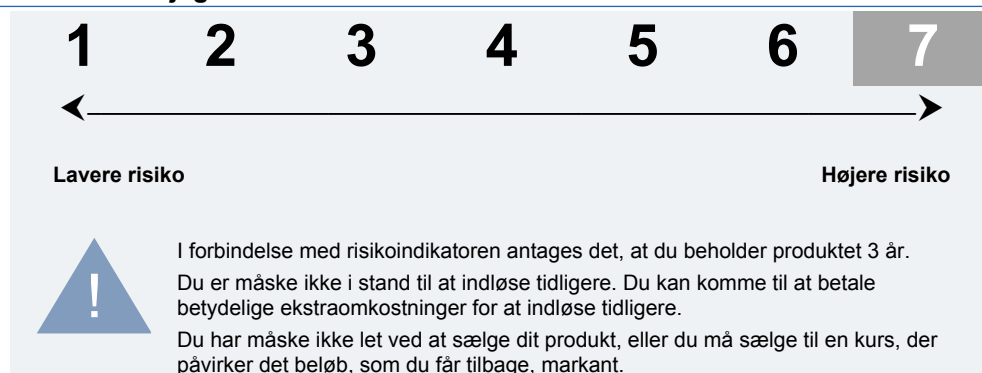 1 2 3 4 5 6 7
Lavere risiko Højere risiko
!
I forbindelse med risikoindikatoren antages det, at du beholder produktet 3 år.
Du er måske ikke i stand til at indløse tidligere. Du kan komme til at betale
betydelige ekstraomkostninger for at indløse tidligere.
Du har måske ikke let ved at sælge dit produkt, eller du må sælge til en kurs, der
påvirker det beløb, som du får tilbage, markant.